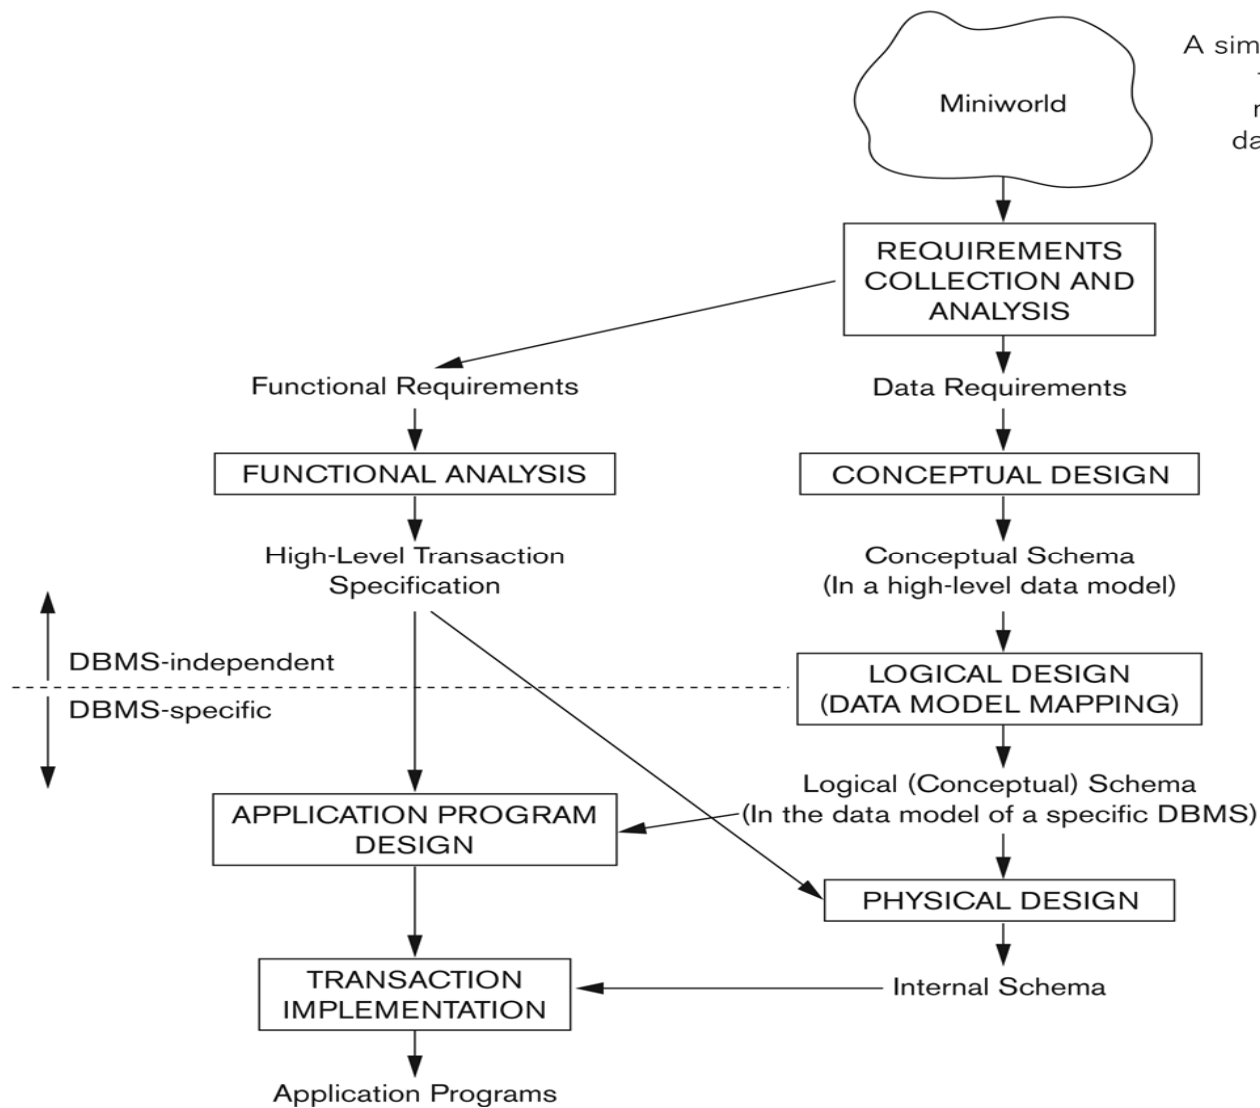 A sim
Miniworld
da
REQUIREMENTS
COLLECTION AND
ANALYSIS
Functional Requirements
Data Requirements
FUNCTIONAL ANALYSIS
CONCEPTUAL DESIGN
High-Level Transaction
Specification
Conceptual Schema
(In a high-level data model)
DBMS-independent
DBMS-specific
LOGICAL DESIGN
(DATA MODEL MAPPING)
Logical (Conceptual) Schema
(In the data model of a specific DBMS)
APPLICATION PROGRAM
DESIGN
PHYSICAL DESIGN
TRANSACTION
IMPLEMENTATION
Internal Schema
Application Programs